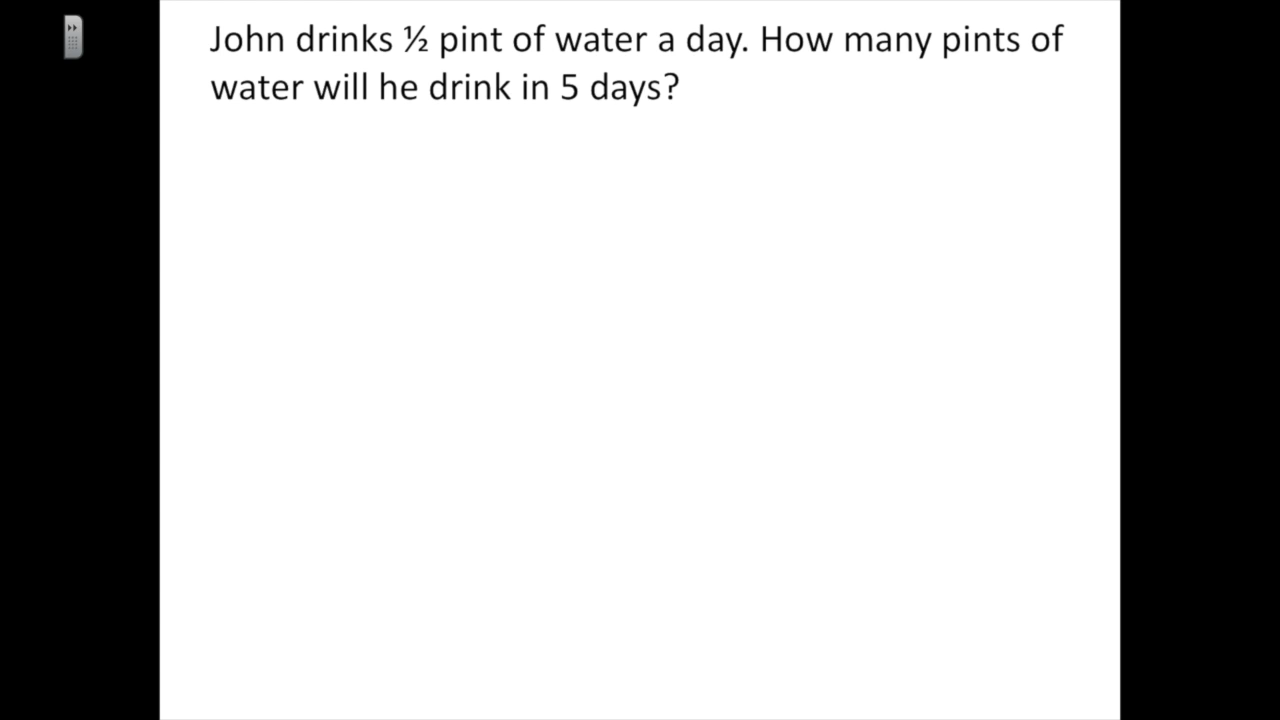 John drinks ½ pint of water a day. How many pints of
water will he drink in 5 days?